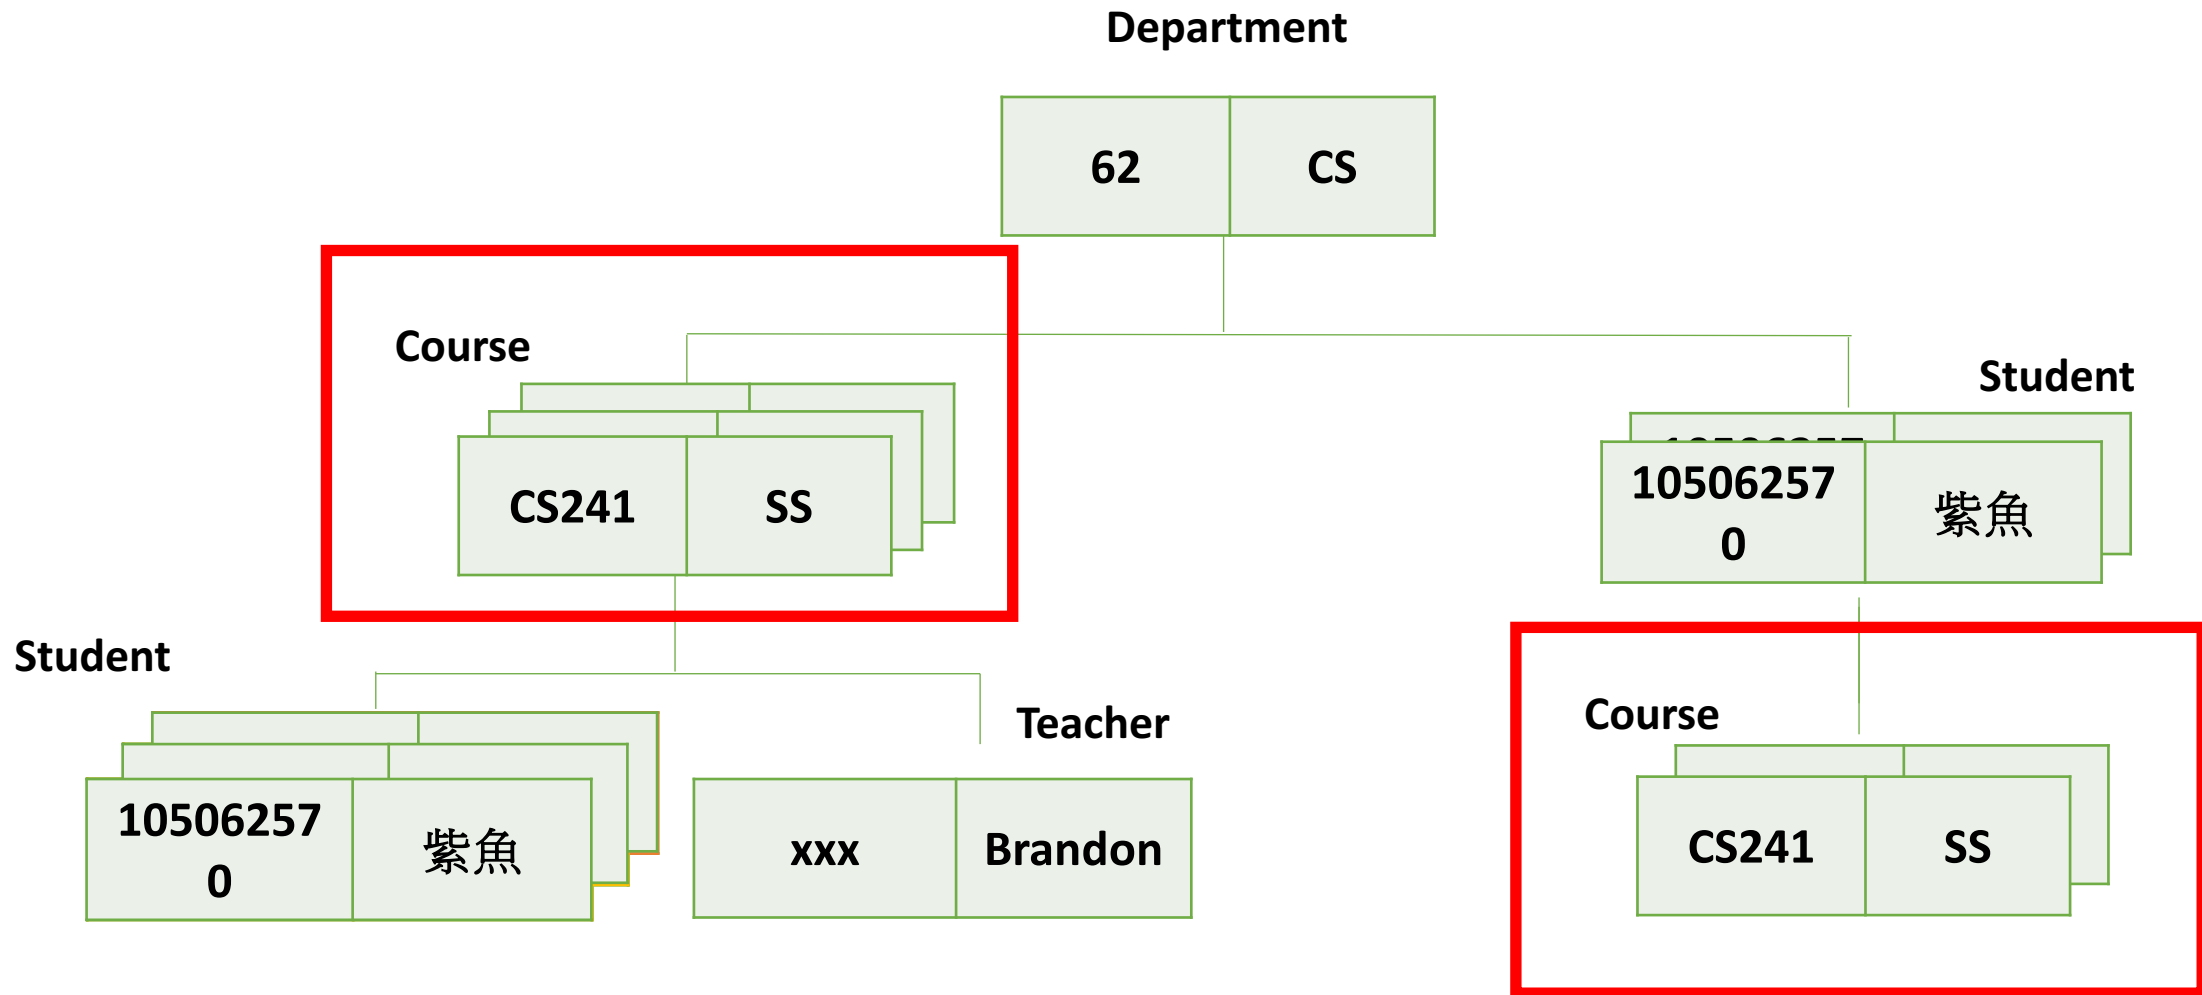 Department
62 CS
Course
Student
CS241 SS
10506257
0
紫魚
Student
Teacher
Course
10506257
0
紫魚
xxx Brandon
CS241 SS